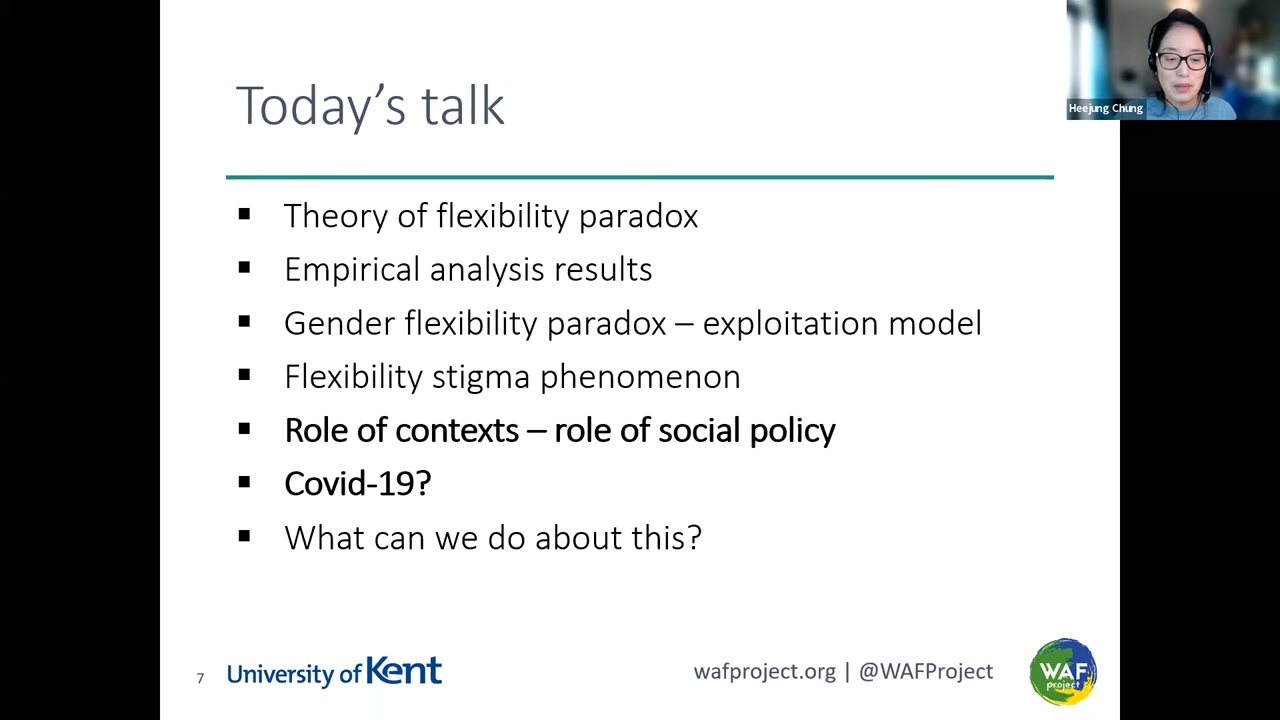 Heejung Chung
Today's talk
▪ Theory of flexibility paradox
▪ Empirical analysis results
▪ Gender flexibility paradox – exploitation model
▪ Flexibility stigma phenomenon
▪ Role of contexts – role of social policy
▪ Covid-19?
▪ What can we do about this?
7
University of Kent
wafproject.org | @WAFProject
WAF
project